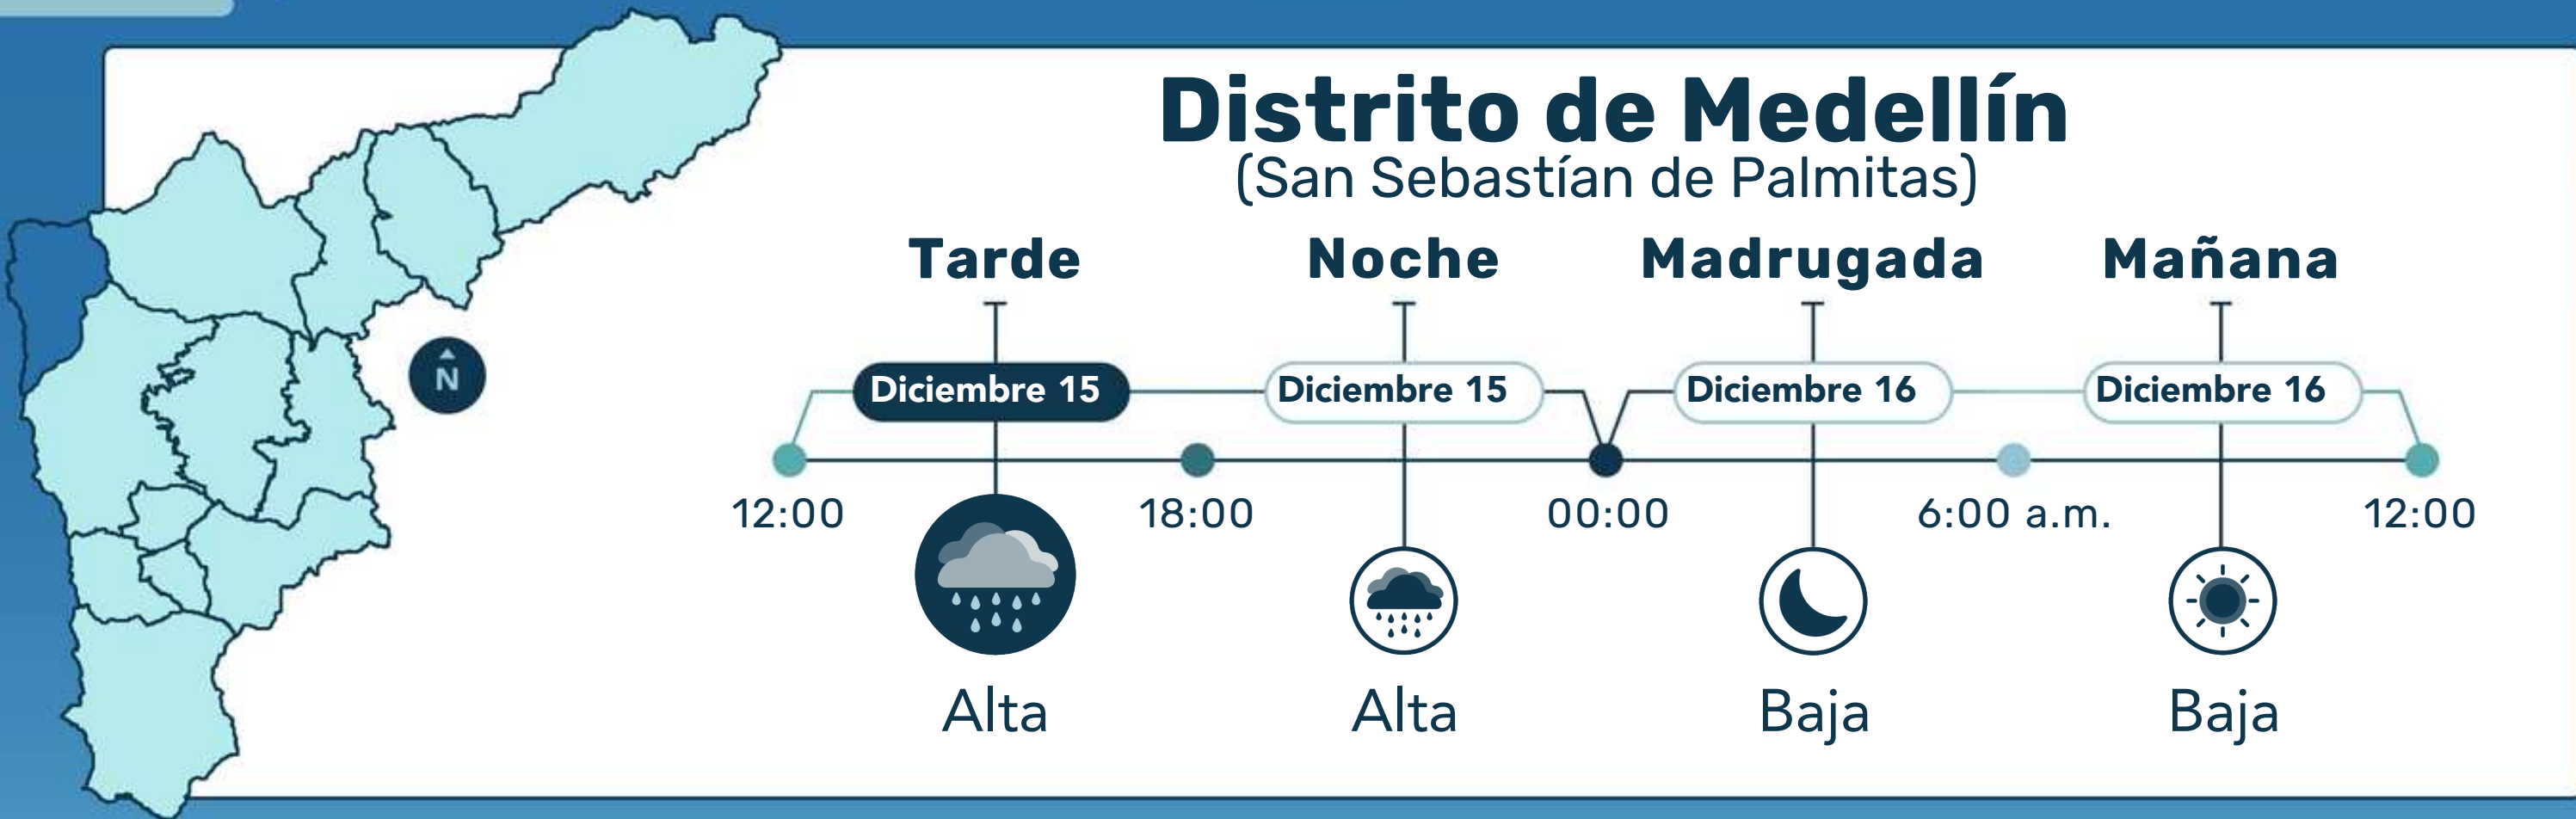 Distrito de Medellín
(San Sebastían de Palmitas)
Tarde Noche Madrugada Mañana
Diciembre 15 Diciembre 15 Diciembre 16 Diciembre 16
N
12:00 18:00 00:00 6:00 a.m. 12:00
Alta Alta Baja Baja